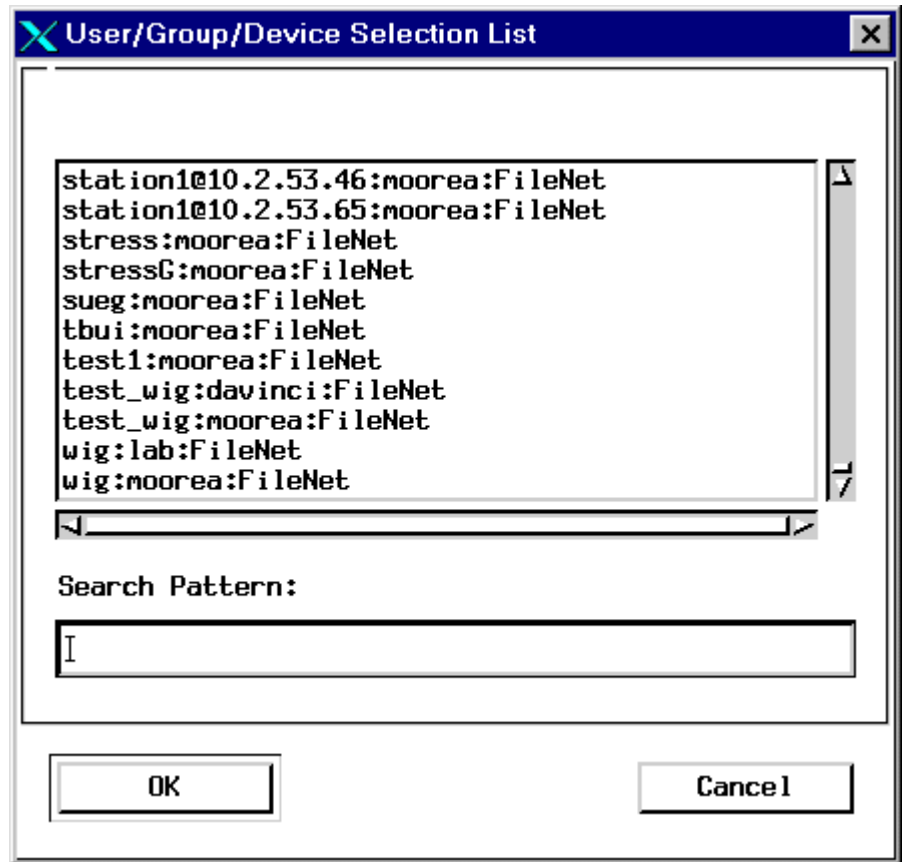 User/Group/Device Selection List
station1@10.2.53.46:moorea:FileNet
station1@10.2.53.65:moorea:FileNet
stress:moorea:FileNet
stressG:moorea:FileNet
sueg:moorea:FileNet
tbui:moorea:FileNet
test1:moorea:FileNet
test_wig:davinci:FileNet
test_wig:moorea:FileNet
wig:lab:FileNet
wig:moorea:FileNet
Search Pattern:
OK
Cancel